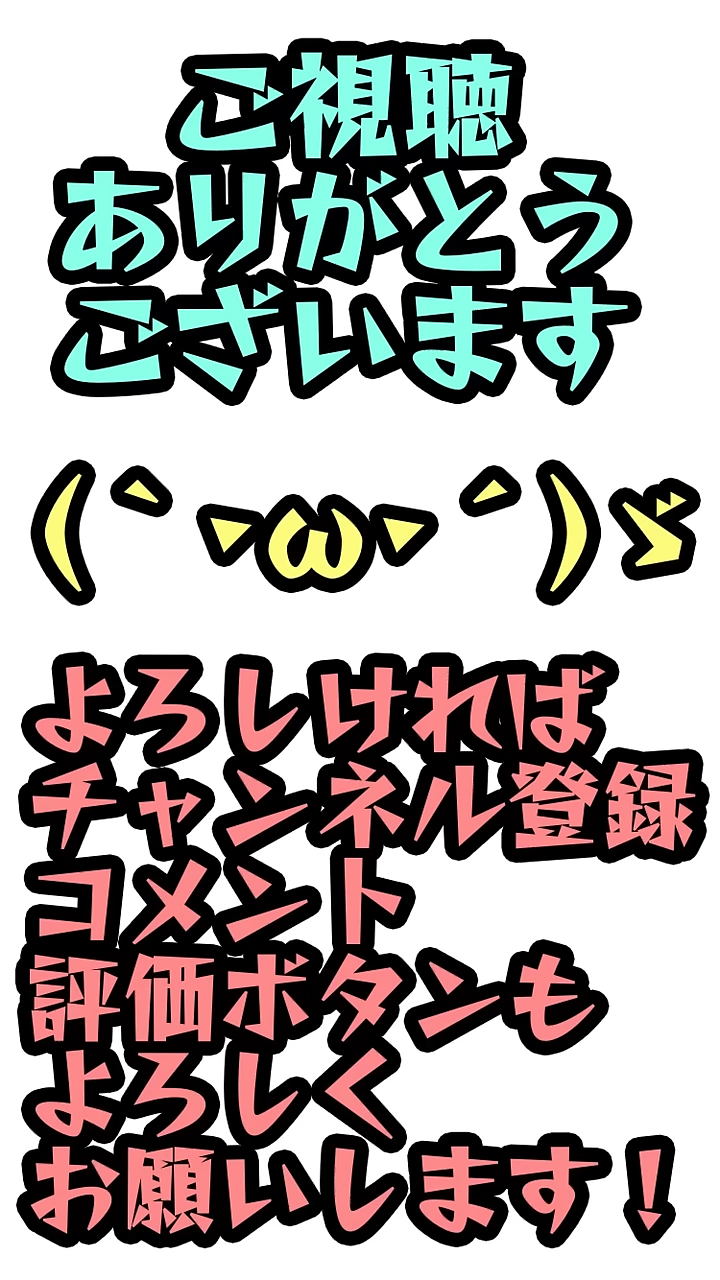 ご視聴
ありがとう
ございます
(｀・ω・´)ゞ
よろしければ
チャンネル登録
コメント
評価ボタンも
よろしく
お願いします！